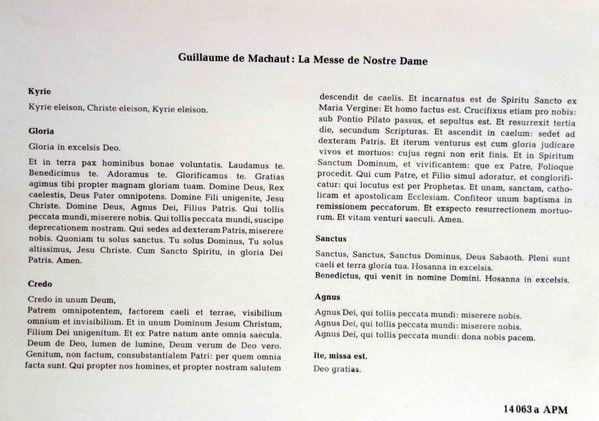 Guillaume de Machaut: La Messe de Nostre Dame
Kyrie
Kyrie eleison, Christe eleison, Kyrie eleison.
Gloria
Gloria in excelsis Deo.
Et in terra pax hominibus bonae voluntatis. Laudamus te.
Benedicimus te. Adoramus te. Glorificamus te. Gratias
agimus tibi propter magnam gloriam tuam. Domine Deus, Rex
caelestis, Deus Pater omnipotens. Domine Fili unigenite, Jesu
Christe. Domine Deus, Agnus Dei, Filius Patris. Qui tollis
peccata mundi, miserere nobis. Qui tollis peccata mundi, suscipe
deprecationem nostram. Qui sedes ad dexteram Patris, miserere
nobis. Quoniam tu solus sanctus. Tu solus Dominus, Tu solus
altissimus, Jesu Christe. Cum Sancto Spiritu, in gloria Dei
Patris. Amen.
Credo
Credo in unum Deum,
Patrem omnipotentem, factorem caeli et terrae, visibilium
omnium et invisibilium. Et in unum Dominum Jesum Christum,
Filium Dei unigenitum. Et ex Patre natum ante omnia saecula.
Deum de Deo, lumen de lumine, Deum verum de Deo vero.
Genitum, non factum, consubstantialem Patri: per quem omnia
facta sunt. Qui propter nos homines, et propter nostram salutem
descendit de caelis. Et incarnatus est de Spiritu Sancto ex
Maria Vergine: Et homo factus est. Crucifixus etiam pro nobis:
sub Pontio Pilato passus, et sepultus est. Et resurrexit tertia
die, secundum Scripturas. Et ascendit in caelum: sedet ad
dexteram Patris. Et iterum venturus est cum gloria judicare
vivos et mortuos: cujus regni non erit finis. Et in Spiritum
Sanctum Dominum, et vivificantem: que ex Patre, Folioque
procedit. Qui cum Patre, et Filio simul adoratur, et conglorifi-
catur: qui locutus est per Prophetas. Et unam, sanctam, catho-
licam et apostolicam Ecclesiam. Confiteor unum baptisma in
remissionem peccatorum. Et exspecto resurrectionem mortuo-
rum. Et vitam venturi saeculi. Amen.
Sanctus
Sanctus, Sanctus, Sanctus Dominus, Deus Sabaoth. Pleni sunt
caeli et terra gloria tua. Hosanna in excelsis.
Benedictus, qui venit in nomine Domini. Hosanna in excelsis.
Agnus
Agnus Dei, qui tollis peccata mundi: miserere nobis.
Agnus Dei, qui tollis peccata mundi: miserere nobis.
Agnus Dei, qui tollis peccata mundi: dona nobis pacem.
Ite, missa est.
Deo gratias.
14 063 a APM